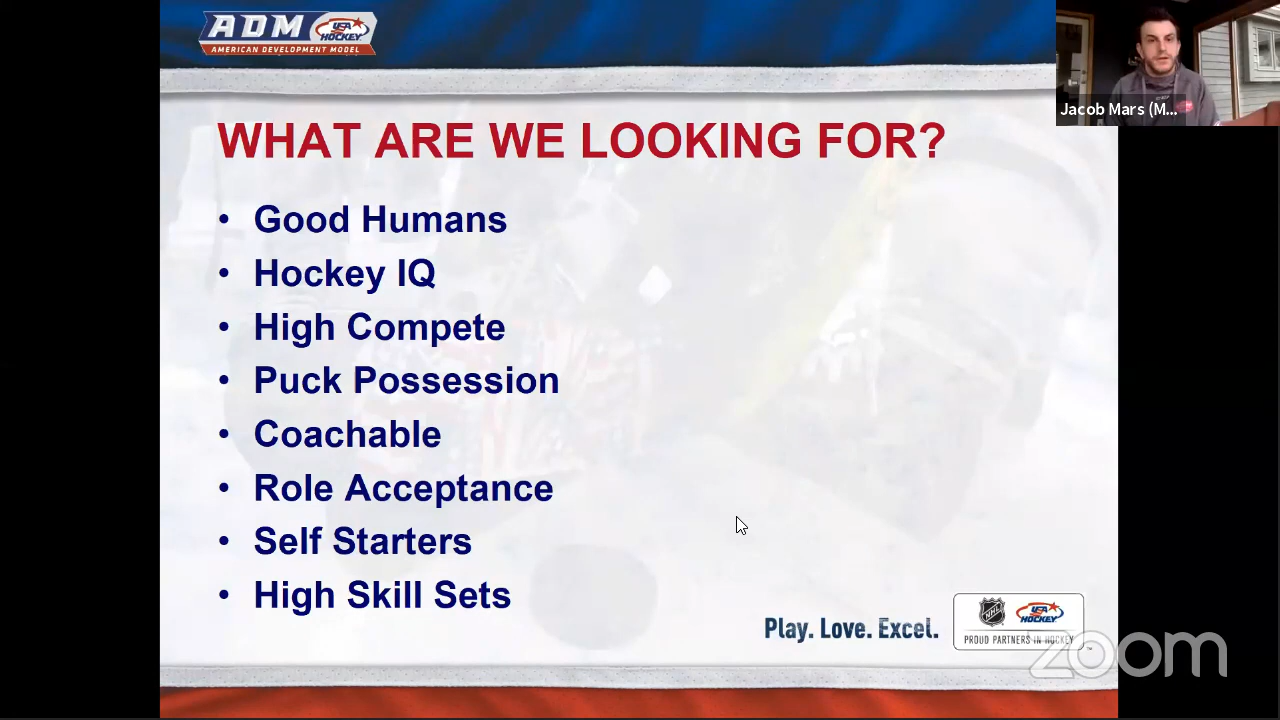 ADM
USA
HOCKEY
AMERICAN DEVELOPMENT MODEL
Jacob Mars (M...
WHAT ARE WE LOOKING FOR?
• Good Humans
• Hockey IQ
• High Compete
• Puck Possession
• Coachable
• Role Acceptance
• Self Starters
• High Skill Sets
Play. Love. Excel.
NHL
USA
HOCKEY
PROUD PARTNERS IN HOCKEY
™
zoom